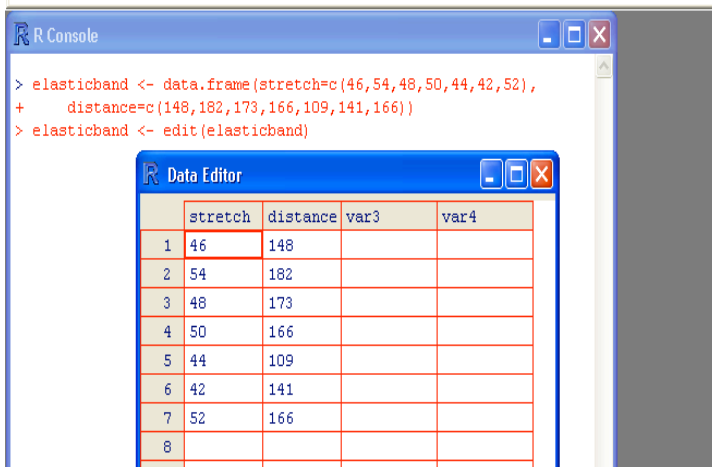 R Console
> elasticband <- data.frame(stretch=c(46,54,48,50,44,42,52),
+     distance=c(148,182,173,166,109,141,166))
> elasticband <- edit(elasticband)
Data Editor
stretch distance var3 var4
1 46 148
2 54 182
3 48 173
4 50 166
5 44 109
6 42 141
7 52 166
8